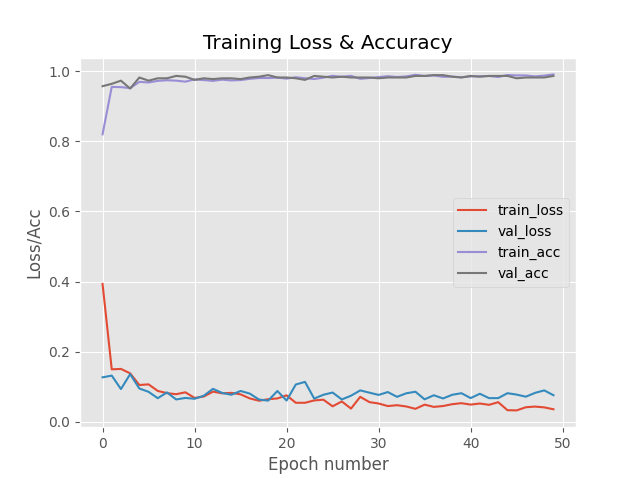 Training Loss & Accuracy
1.0
0.8
0.6
0.4
0.2
0.0
Loss/Acc
train_loss
val_loss
train_acc
val_acc
0 10 20 30 40 50
Epoch number